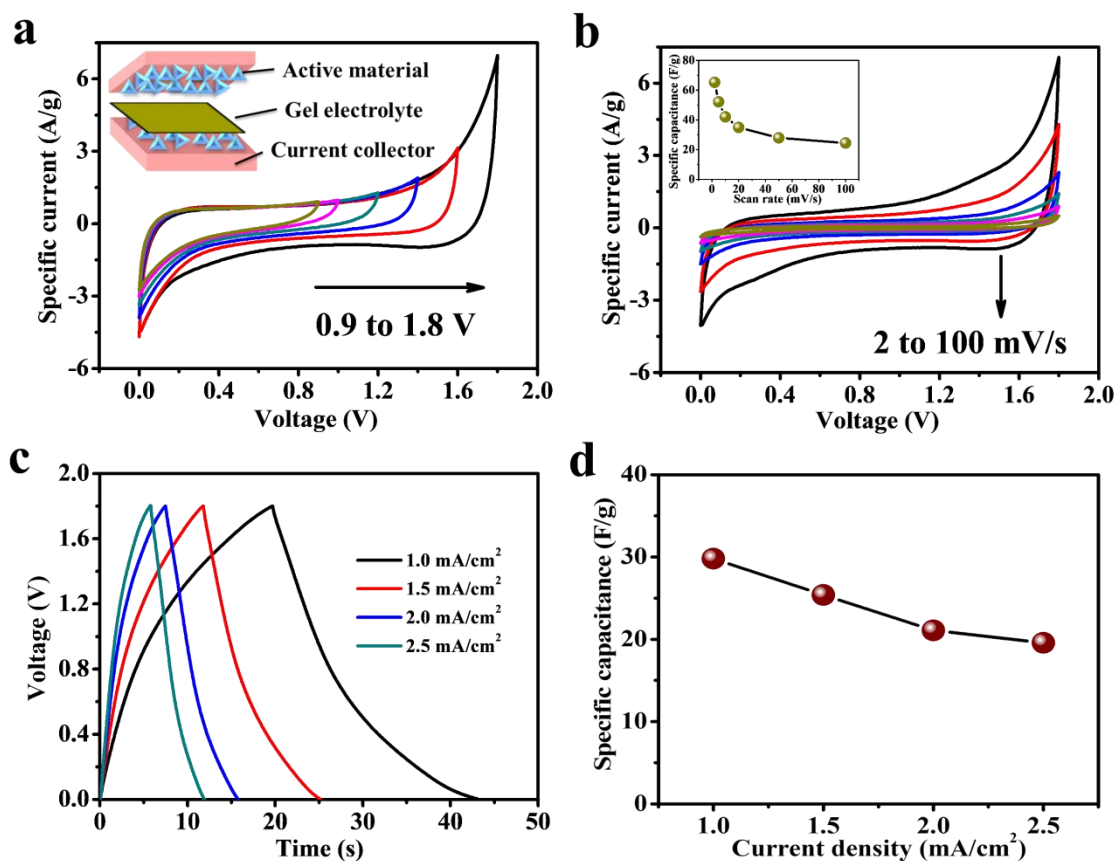 a
Specific current (A/g)
6
3
0
-3
-6
Active material
Gel electrolyte
Current collector
0.9 to 1.8 V
0.0 0.4 0.8 1.2 1.6 2.0
Voltage (V)
b
Specific current (A/g)
6
3
0
-3
-6
Specific capacitance (F/g)
80
60
40
20
0
0 20 40 60 80 100
Scan rate (mV/s)
2 to 100 mV/s
0.0 0.4 0.8 1.2 1.6 2.0
Voltage (V)
c
Voltage (V)
2.0
1.6
1.2
0.8
0.4
0.0
1.0 mA/cm²
1.5 mA/cm²
2.0 mA/cm²
2.5 mA/cm²
0 10 20 30 40 50
Time (s)
d
Specific capacitance (F/g)
40
30
20
10
0
1.0 1.5 2.0 2.5
Current density (mA/cm²)